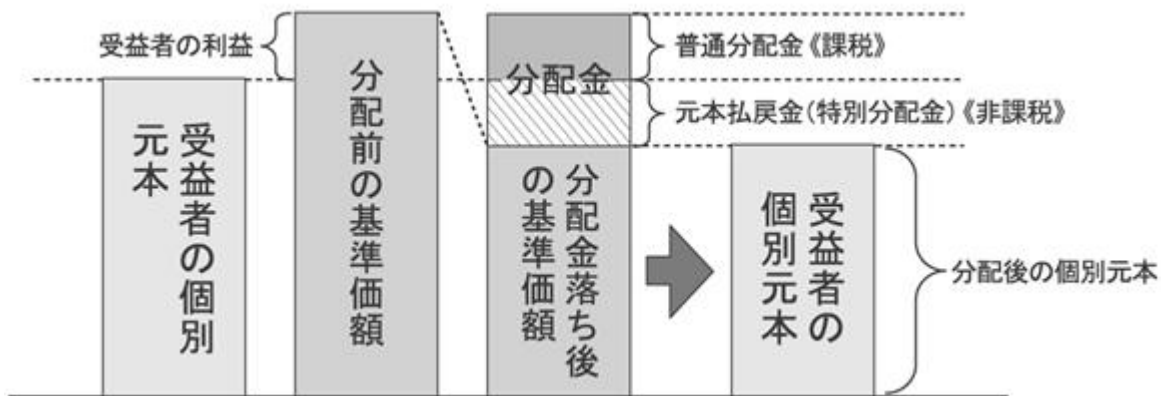 受益者の利益
受益者の個別
元本
分配前の基準価額
分配金
分配金落ち後
の基準価額
普通分配金《課税》
元本払戻金(特別分配金)《非課税》
受益者の
個別元本
分配後の個別元本